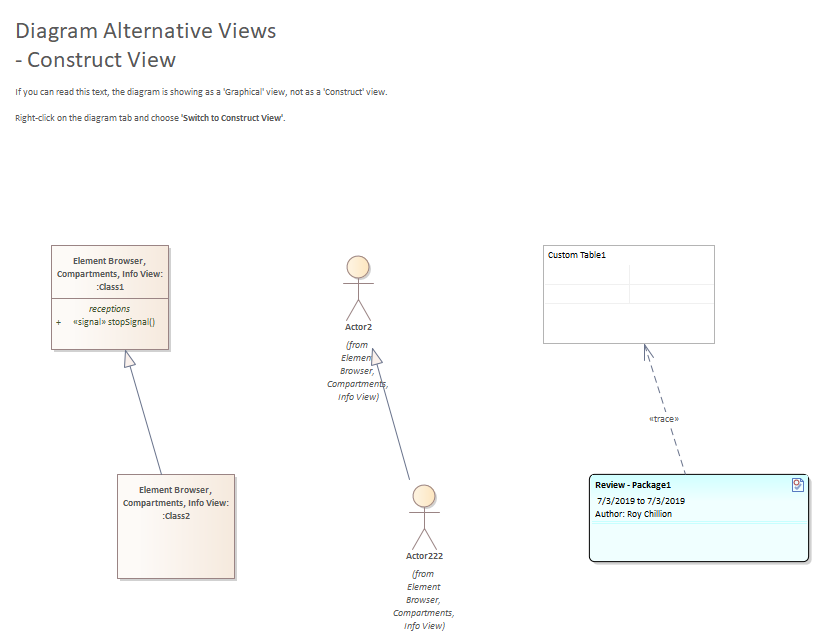 Diagram Alternative Views
- Construct View
If you can read this text, the diagram is showing as a 'Graphical' view, not as a 'Construct' view.
Right-click on the diagram tab and choose 'Switch to Construct View'.
Element Browser,
Compartments, Info View:
:Class1
receptions
+ «signal» stopSignal()
Actor2
(from
Element
Browser,
Compartments,
Info View)
Custom Table1
«trace»
Element Browser,
Compartments, Info View:
:Class2
Actor222
(from
Element
Browser,
Compartments,
Info View)
Review - Package1
7/3/2019 to 7/3/2019
Author: Roy Chillion